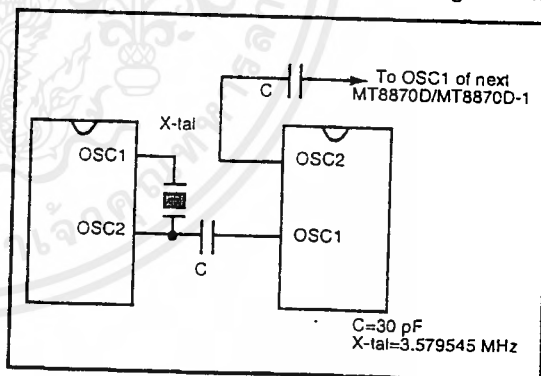 To OSC1 of next
MT8870D/MT8870D-1
C
X-tal
OSC1
OSC2
OSC2
OSC1
C
C=30 pF
X-tal=3.579545 MHz